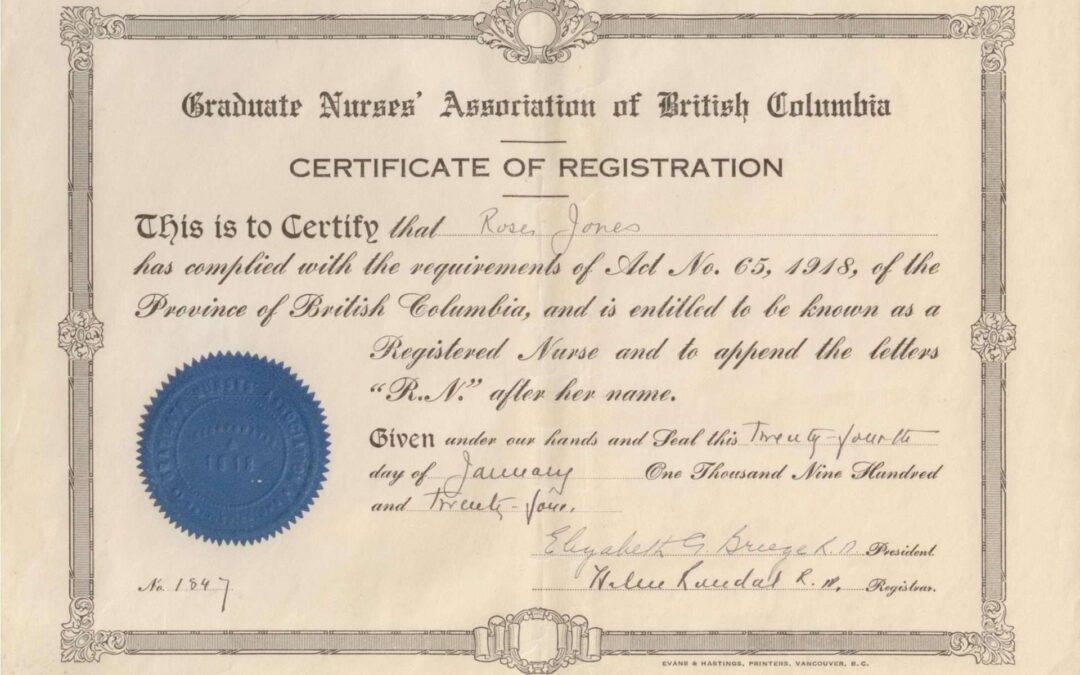 Graduate Nurses' Association of British Columbia
CERTIFICATE OF REGISTRATION
This is to Certify that Rose Jones
has complied with the requirements of Act No. 65, 1918, of the
Province of British Columbia, and is entitled to be known as a
Registered Nurse and to append the letters
"R.N." after her name.
Given under our hands and Seal this Twenty-fourth
day of January One Thousand Nine Hundred
and Twenty-four.
Elizabeth G. Breeze R.N. President.
Helen Randal R.N. Registrar.
No. 1847
1918
EVANS & HASTINGS, PRINTERS, VANCOUVER, B. C.